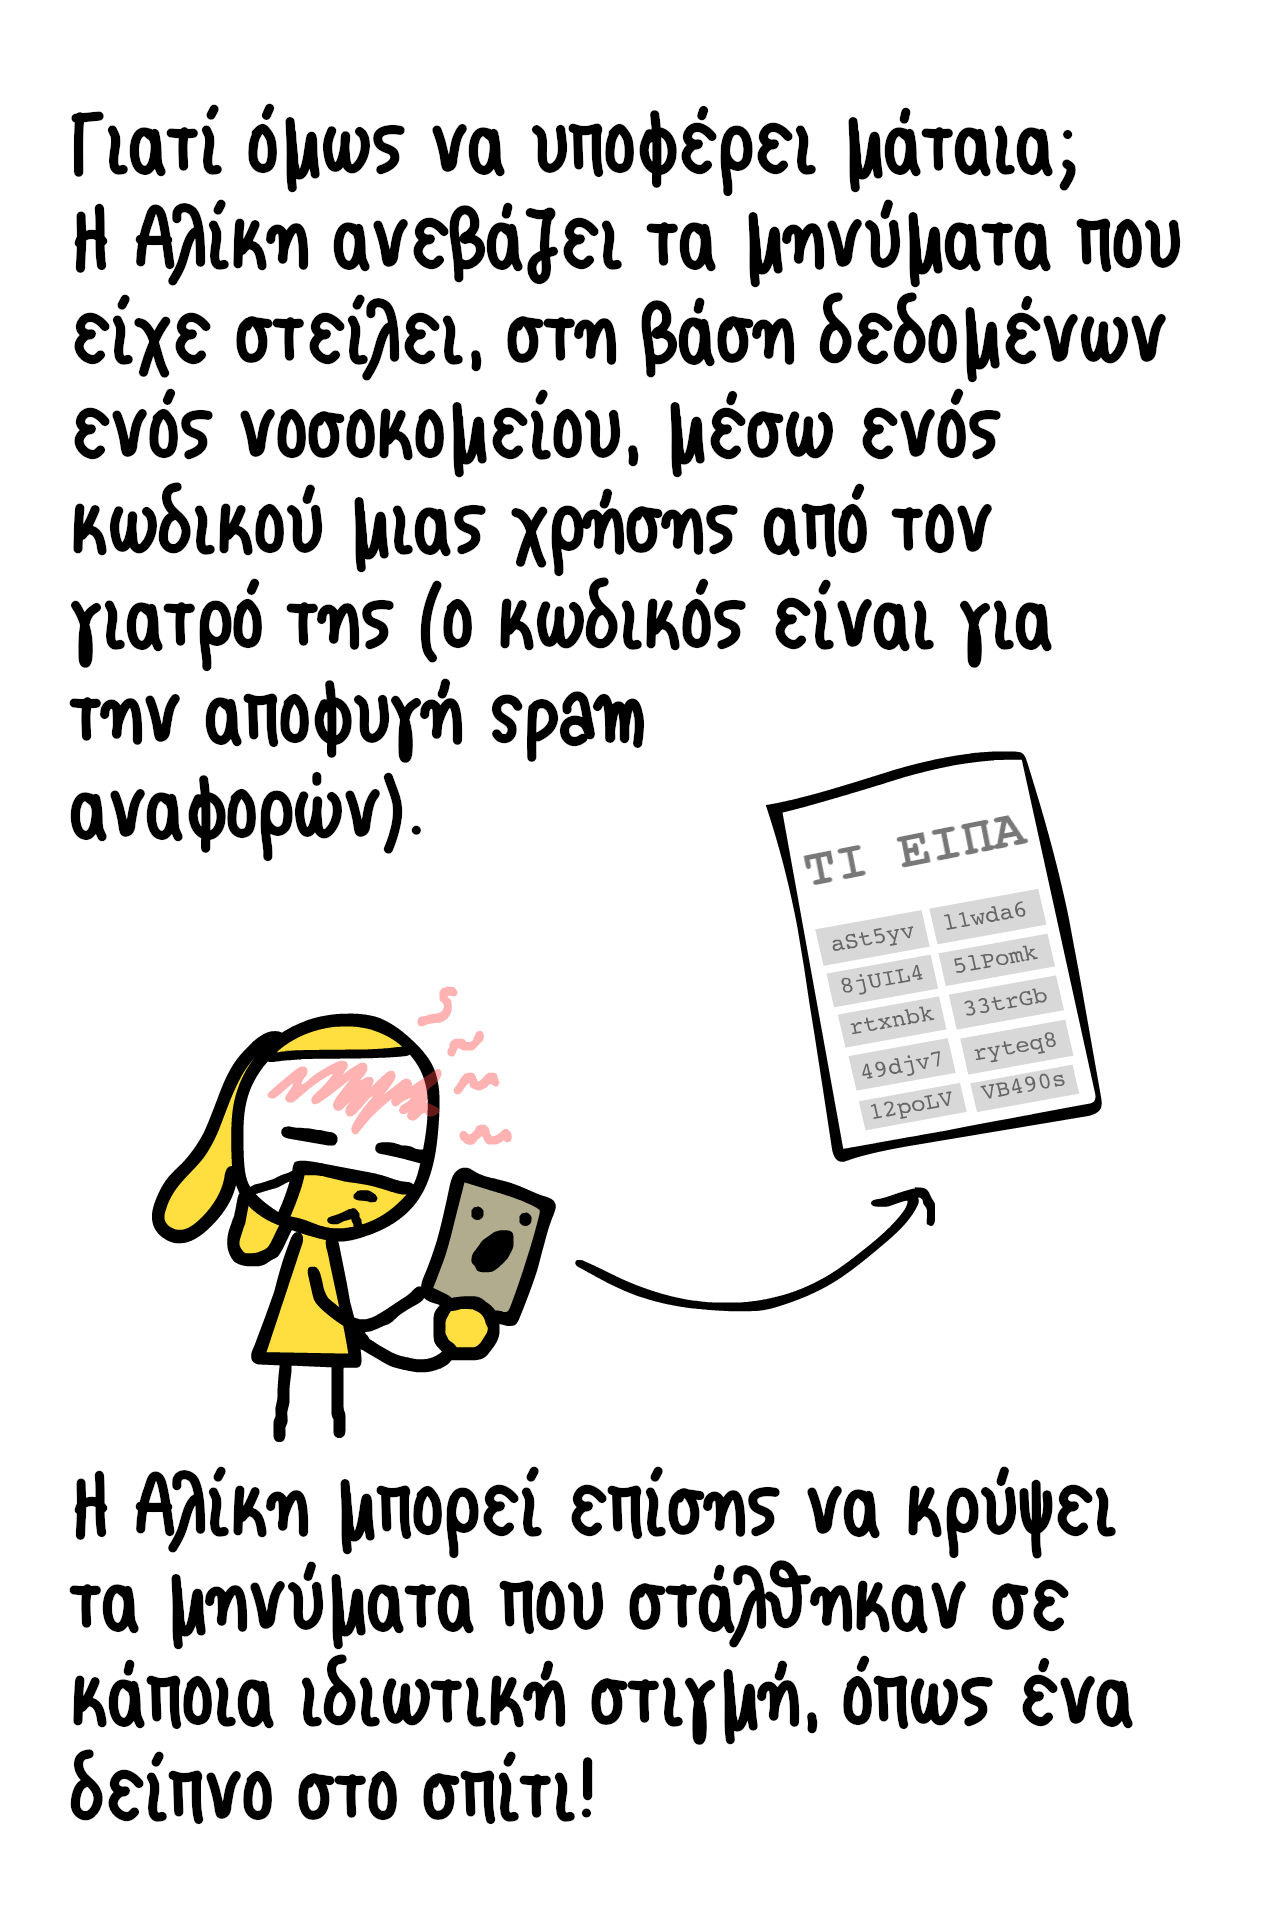 Γιατί όμως να υποφέρει μάταια;
Η Αλίκη ανεβάζει τα μηνύματα που
είχε στείλει, στη βάση δεδομένων
ενός νοσοκομείου, μέσω ενός
κωδικού μιας χρήσης από τον
γιατρό της (ο κωδικός είναι για
την αποφυγή spam
αναφορών).
ΤΙ ΕΙΠΑ
aSt5yv l1wda6
8jUIL4 5lPomk
rtxnbk 33trGb
49djv7 ryteq8
12poLV VB490s
Η Αλίκη μπορεί επίσης να κρύψει
τα μηνύματα που στάλθηκαν σε
κάποια ιδιωτική στιγμή, όπως ένα
δείπνο στο σπίτι!